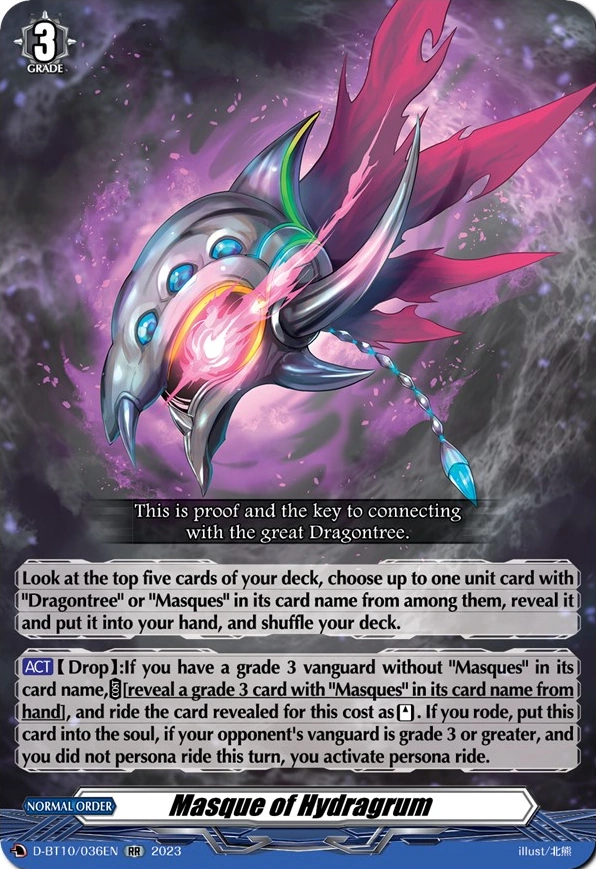 3
GRADE
This is proof and the key to connecting
with the great Dragontree.
Look at the top five cards of your deck, choose up to one unit card with
"Dragontree" or "Masques" in its card name from among them, reveal it
and put it into your hand, and shuffle your deck.
ACT【Drop】:If you have a grade 3 vanguard without "Masques" in its
card name,[reveal a grade 3 card with "Masques" in its card name from
hand], and ride the card revealed for this cost as . If you rode, put this
card into the soul, if your opponent's vanguard is grade 3 or greater, and
you did not persona ride this turn, you activate persona ride.
NORMAL ORDER
Masque of Hydragrum
D-BT10/036EN RR 2023
illust/北熊